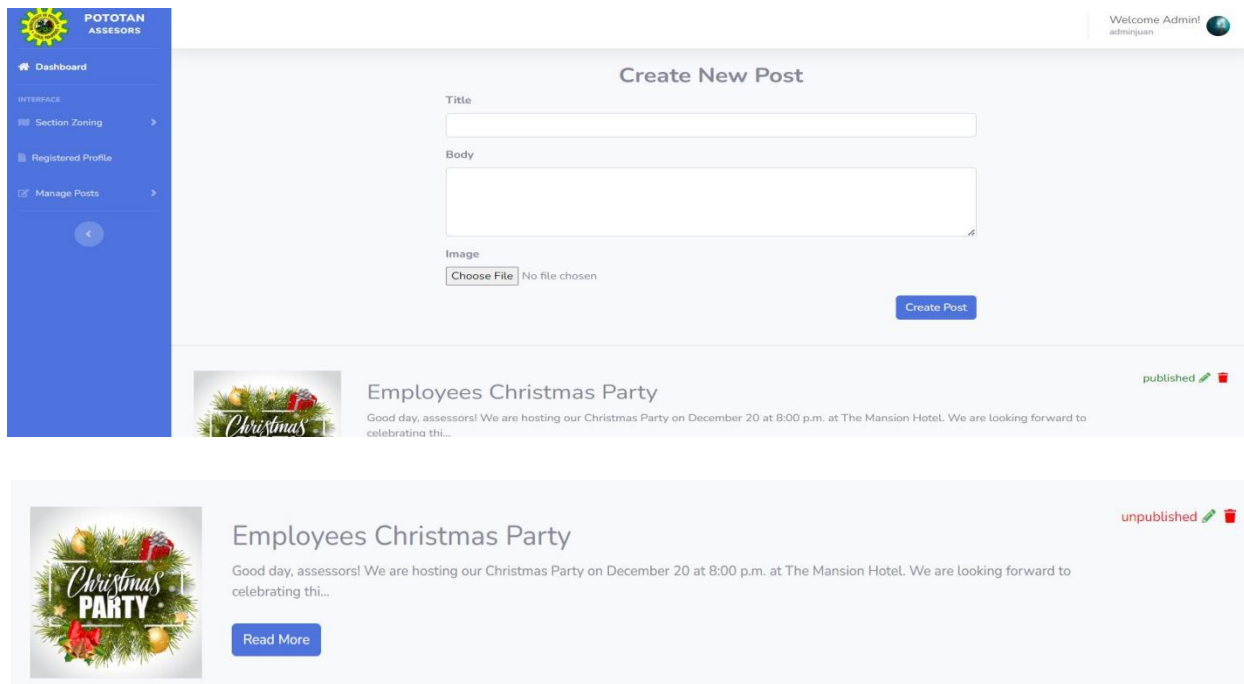 POTOTAN
ASSESORS
Welcome Admin!
adminjuan
Dashboard
INTERFACE
Section Zoning
Registered Profile
Manage Posts
Create New Post
Title
Body
Image
Choose File No file chosen
Create Post
Christmas
Employees Christmas Party
published
Good day, assessors! We are hosting our Christmas Party on December 20 at 8:00 p.m. at The Mansion Hotel. We are looking forward to
celebrating thi...
Christmas
PARTY
Employees Christmas Party
unpublished
Good day, assessors! We are hosting our Christmas Party on December 20 at 8:00 p.m. at The Mansion Hotel. We are looking forward to
celebrating thi...
Read More